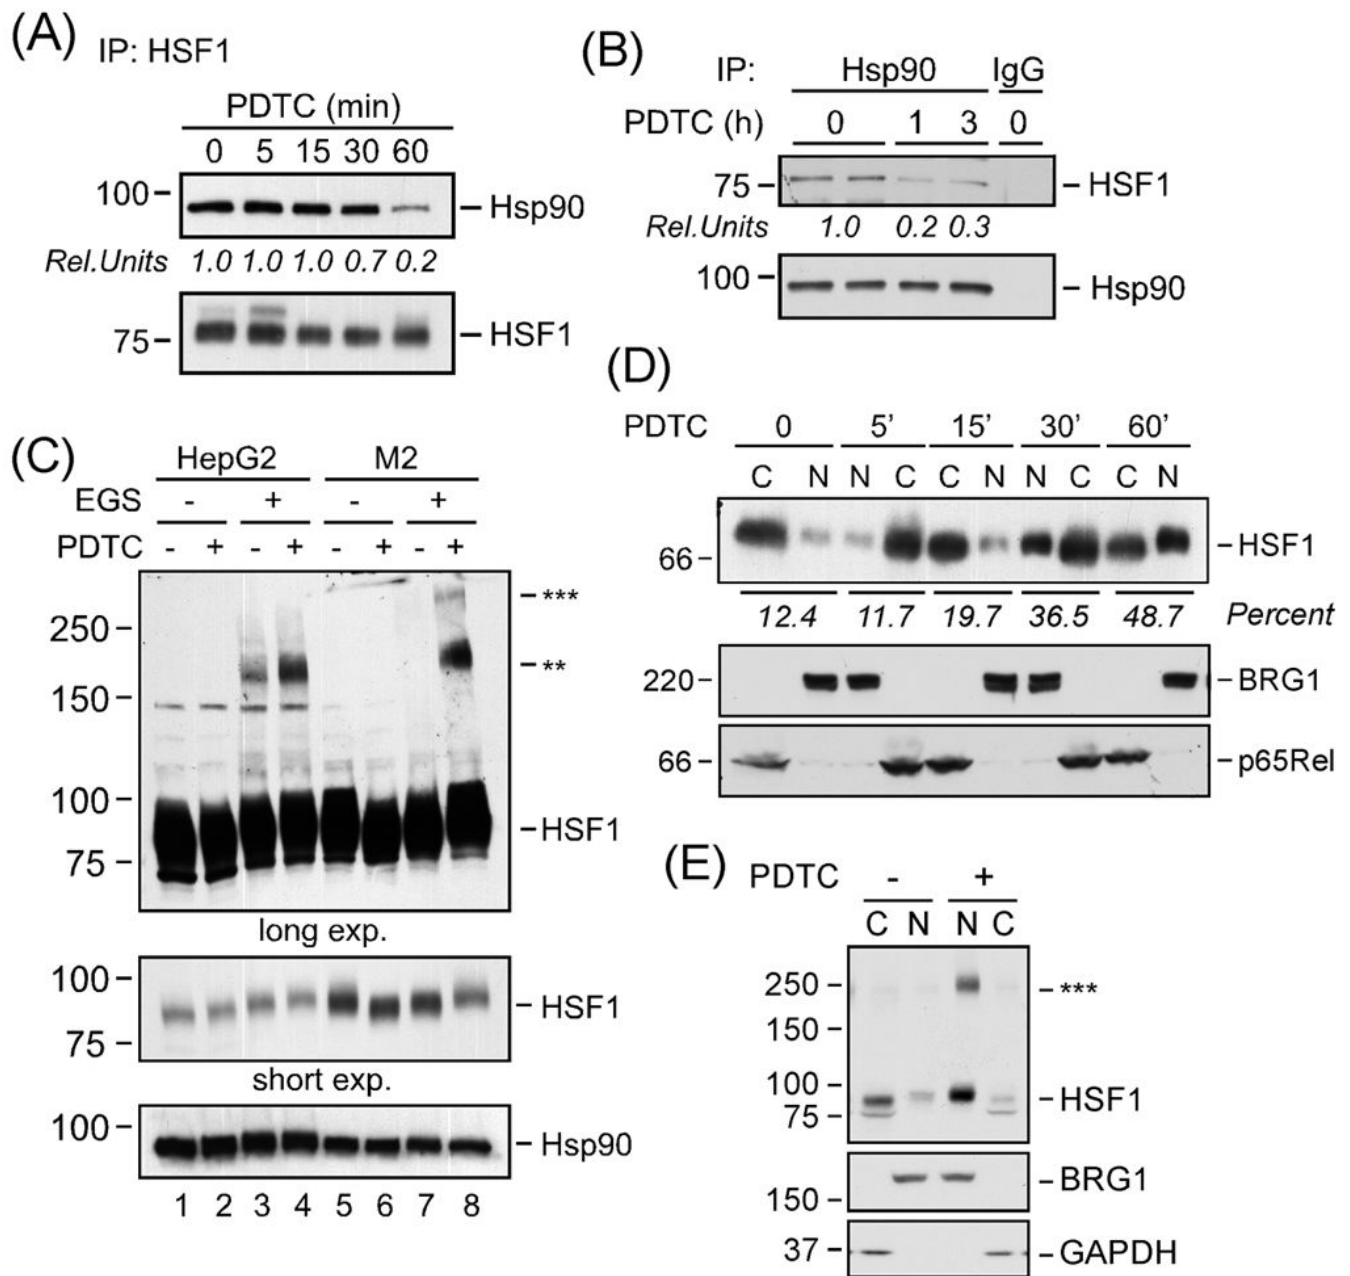 (A) IP: HSF1
PDTC (min)
0 5 15 30 60
100
Hsp90
Rel.Units 1.0 1.0 1.0 0.7 0.2
75
HSF1
(B)
IP: Hsp90 IgG
PDTC (h) 0 1 3 0
75
HSF1
Rel.Units 1.0 0.2 0.3
100
Hsp90
(C)
HepG2 M2
EGS - + - +
PDTC - + - + - + - +
***
250
**
150
100
HSF1
75
long exp.
100
HSF1
75
short exp.
100
Hsp90
1 2 3 4 5 6 7 8
(D)
PDTC 0 5’ 15’ 30’ 60’
C N N C C N N C C N
66
HSF1
12.4 11.7 19.7 36.5 48.7 Percent
220
BRG1
66
p65Rel
(E) PDTC - +
C N N C
250
***
150
100
HSF1
75
BRG1
150
37
GAPDH